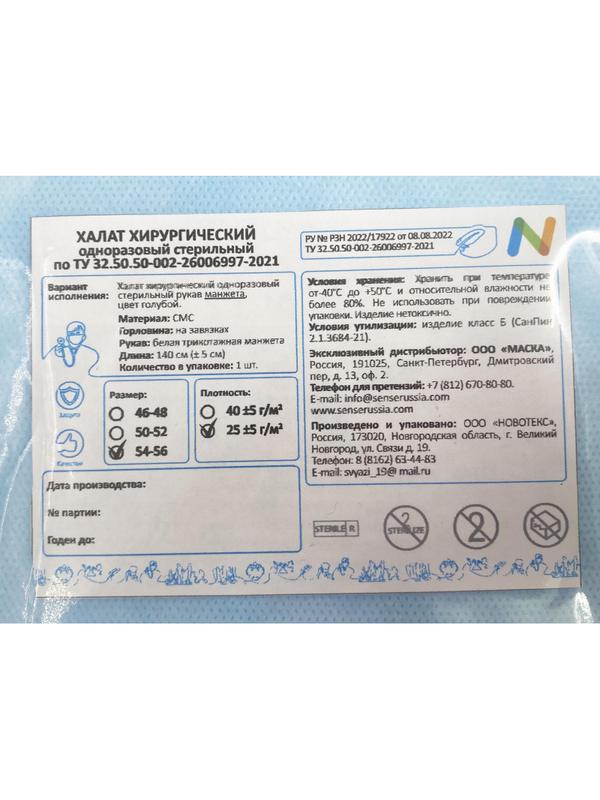 ХАЛАТ ХИРУРГИЧЕСКИЙ
одноразовый стерильный
по ТУ 32.50.50-002-26006997-2021
РУ № РЗН 2022/17922 от 08.08.2022
ТУ 32.50.50-002-26006997-2021
Вариант исполнения:
Халат хирургический одноразовый
стерильный рукав манжета,
цвет голубой.
Материал: СМС
Горловина: на завязках
Рукав: белая трикотажная манжета
Длина: 140 см (± 5 см)
Количество в упаковке: 1 шт.
Защита
Качество
Размер:
46-48
50-52
54-56
Плотность:
40 ±5 г/м²
25 ±5 г/м²
Дата производства:
№ партии:
Годен до:
Условия хранения: Хранить при температуре
от-40°С до +50°С и относительной влажности не
более 80%. Не использовать при повреждении
упаковки. Изделие нетоксично.
Условия утилизации: изделие класс Б (СанПин
2.1.3684-21).
Эксклюзивный дистрибьютор: ООО «МАСКА»,
Россия, 191025, Санкт-Петербург, Дмитровский
пер, д. 13, оф. 2.
Телефон для претензий: +7 (812) 670-80-80.
E-mail: info@senserussia.com
www.senserussia.com
Произведено и упаковано: ООО «НОВОТЕКС»,
Россия, 173020, Новгородская область, г. Великий
Новгород, ул. Связи д. 19.
Телефон: 8 (8162) 63-44-83
E-mail: svyazi_19@ mail.ru
STERILE R
STERILIZE
2